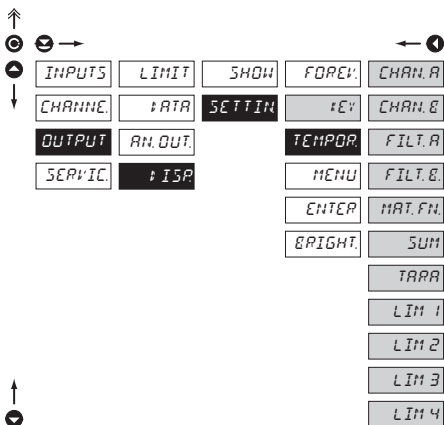 INPUTS LIMIT SHOW FOREV. CHAN. A
CHANNE. DATA SETTIN. KEY CHAN. B
OUTPUT AN. OUT. TEMPOR. FILT. A
SERVIC. DISP. MENU FILT. B.
ENTER MAT. FN.
BRIGHT. SUM
TARA
LIM 1
LIM 2
LIM 3
LIM 4